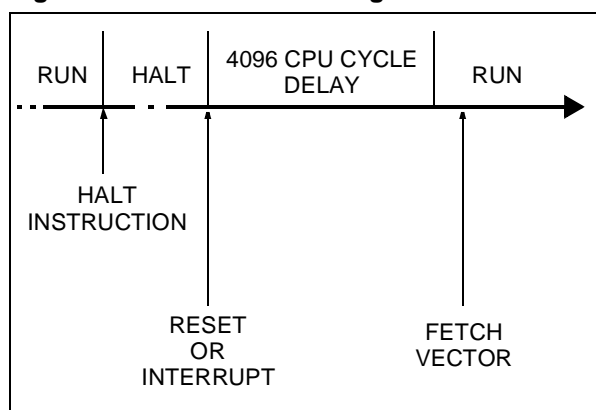 RUN
HALT
4096 CPU CYCLE
DELAY
RUN
HALT
INSTRUCTION
RESET
OR
INTERRUPT
FETCH
VECTOR